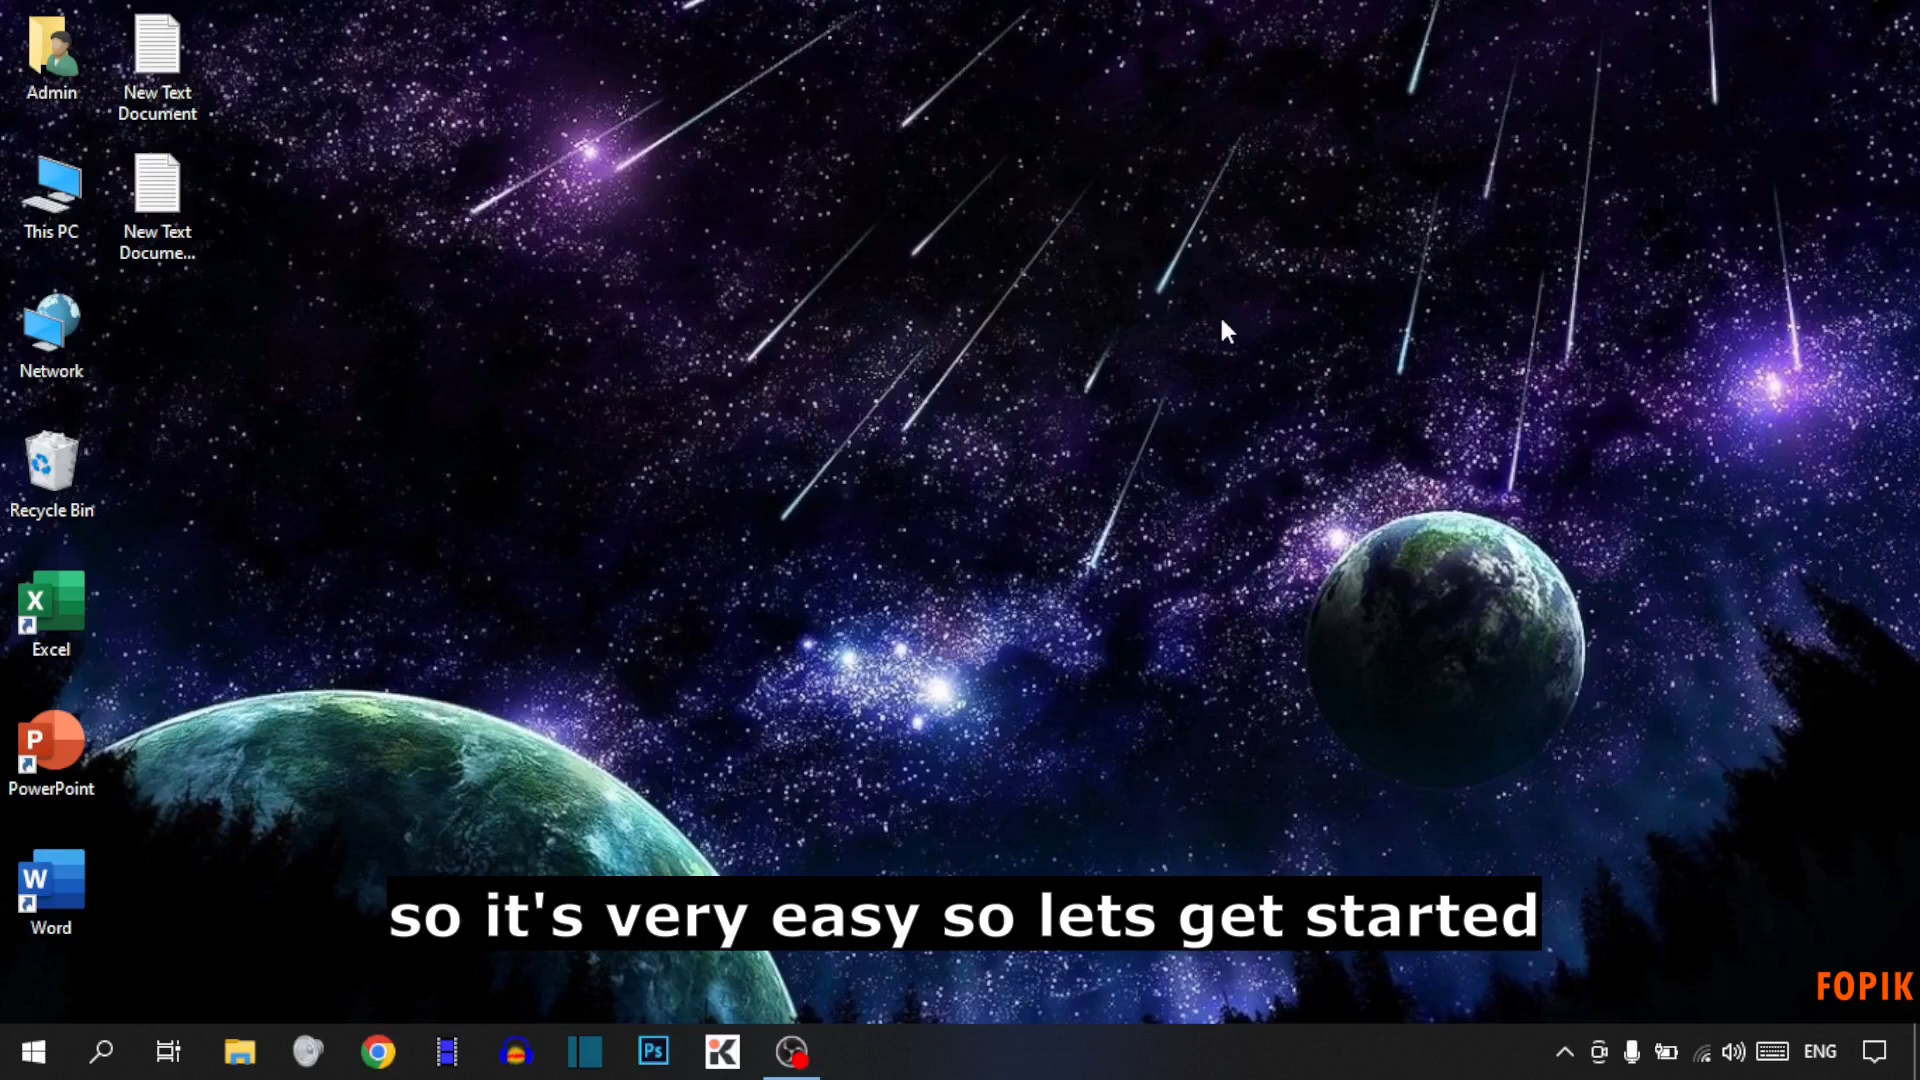 Admin
New Text
Document
This PC
New Text
Docume...
Network
Recycle Bin
X
Excel
P
PowerPoint
W
Word
so it's very easy so lets get started
FOPIK
Ps
K
ENG